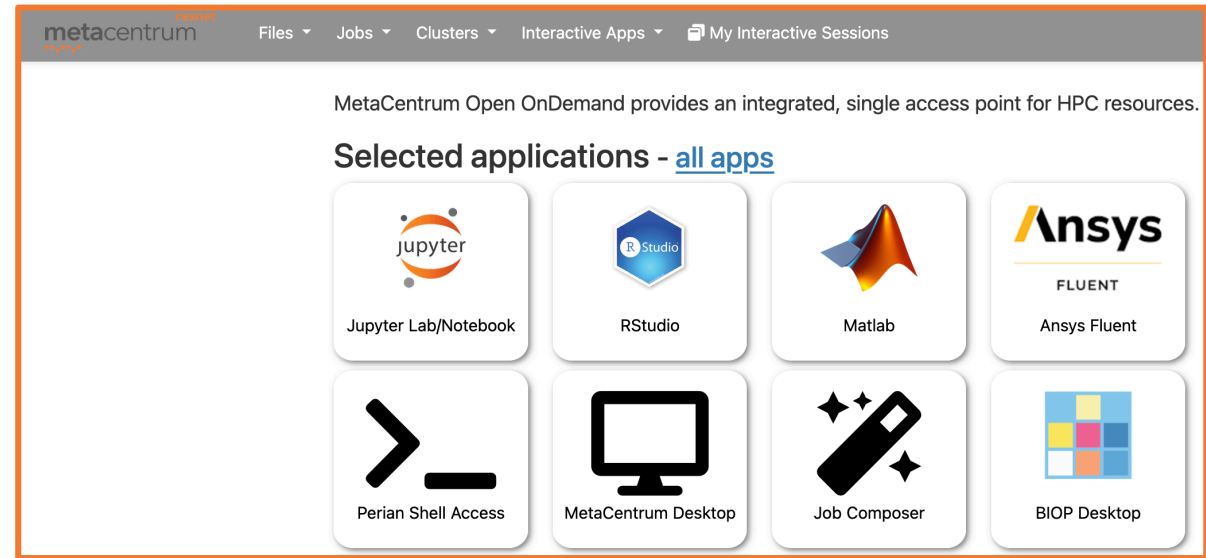 metacentrum
Files Jobs Clusters Interactive Apps My Interactive Sessions
MetaCentrum Open OnDemand provides an integrated, single access point for HPC resources.
Selected applications - all apps
jupyter
R Studio
Ansys
FLUENT
Jupyter Lab/Notebook
RStudio
Matlab
Ansys Fluent
Perian Shell Access
MetaCentrum Desktop
Job Composer
BIOP Desktop